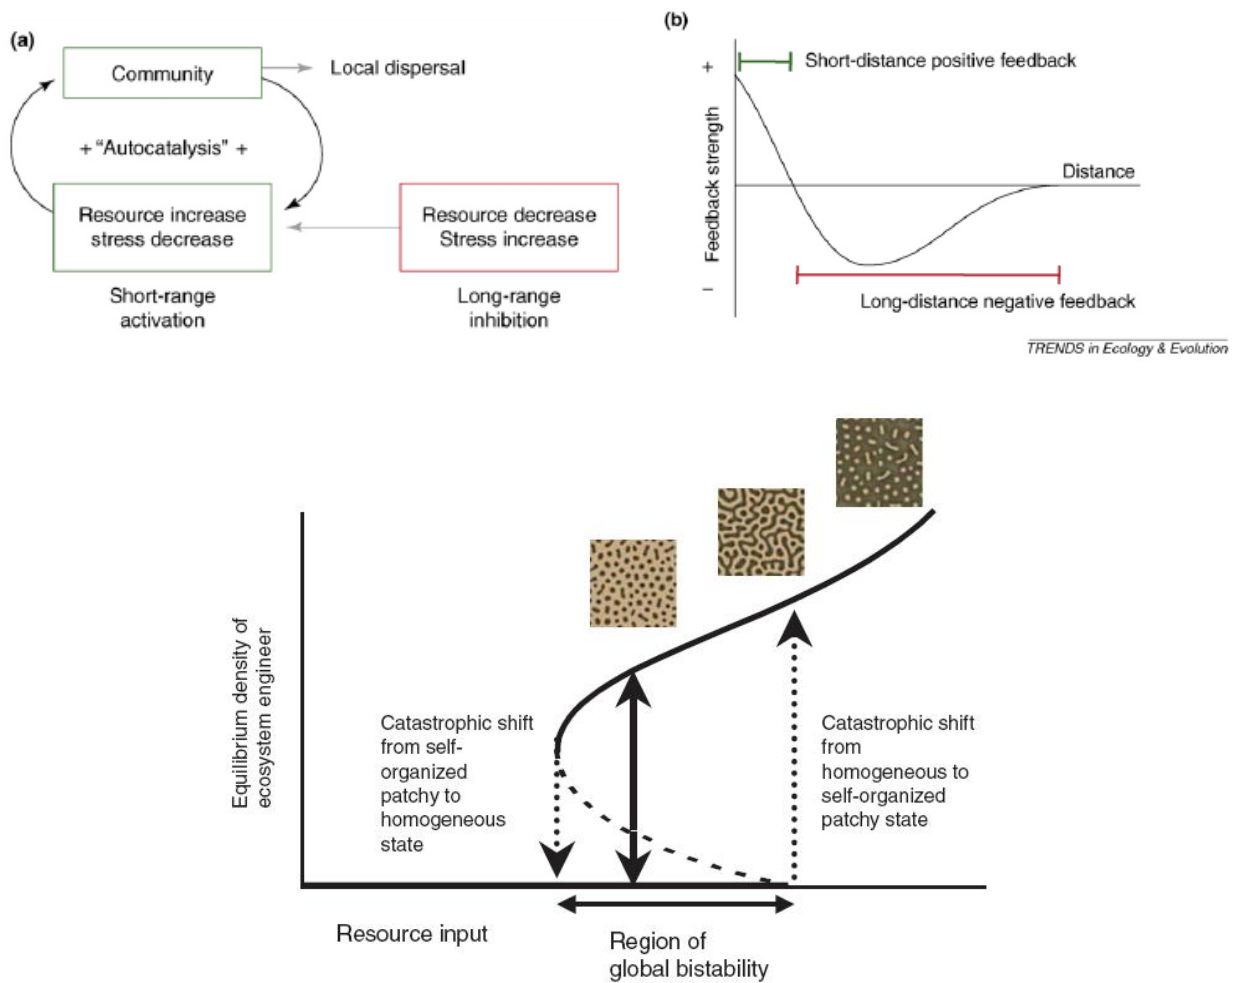 (a)
Community
Local dispersal
+ “Autocatalysis” +
Resource increase
stress decrease
Resource decrease
Stress increase
Short-range
activation
Long-range
inhibition
(b)
+
Short-distance positive feedback
Feedback strength
Distance
–
Long-distance negative feedback
TRENDS in Ecology & Evolution
Equilibrium density of
ecosystem engineer
Catastrophic shift
from self-
organized
patchy to
homogeneous
state
Catastrophic shift
from
homogeneous to
self-organized
patchy state
Resource input
Region of
global bistability